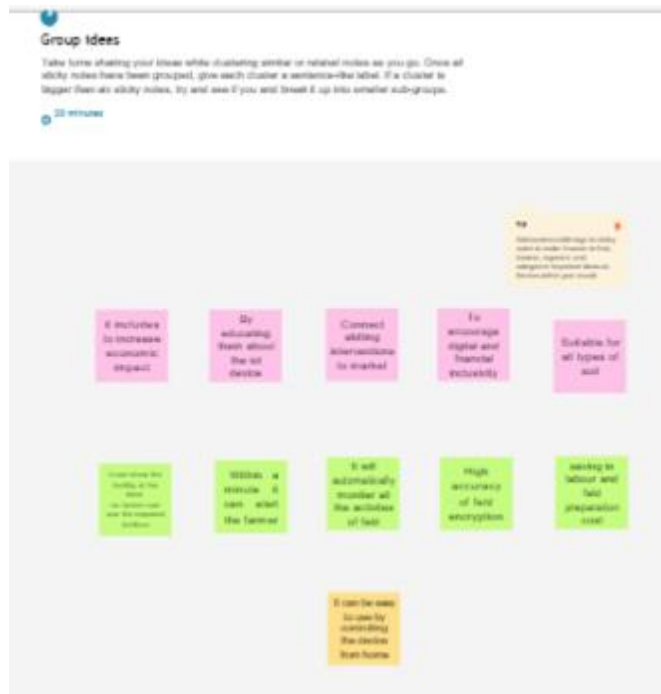 Group ideas
Take turns sharing your ideas while clustering similar or related notes as you go. Once all
sticky notes have been grouped, give each cluster a sentence-like label. If a cluster is
bigger than six sticky notes, try and see if you and break it up into smaller sub-groups.
20 minutes
It includes
to increase
economic
impact
By
educating
them about
the iot
device
Connect
skilling
interventions
to market
To
encourage
digital and
financial
inclusivity
Suitable for
all types of
soil
Within a
minute it
can alert
the farmer
It will
automatically
monitor all
the activities
of field
High
accuracy
of field
encryption
saving in
labour and
field
preparation
cost
It can be easy
to use by
controlling
the device
from home